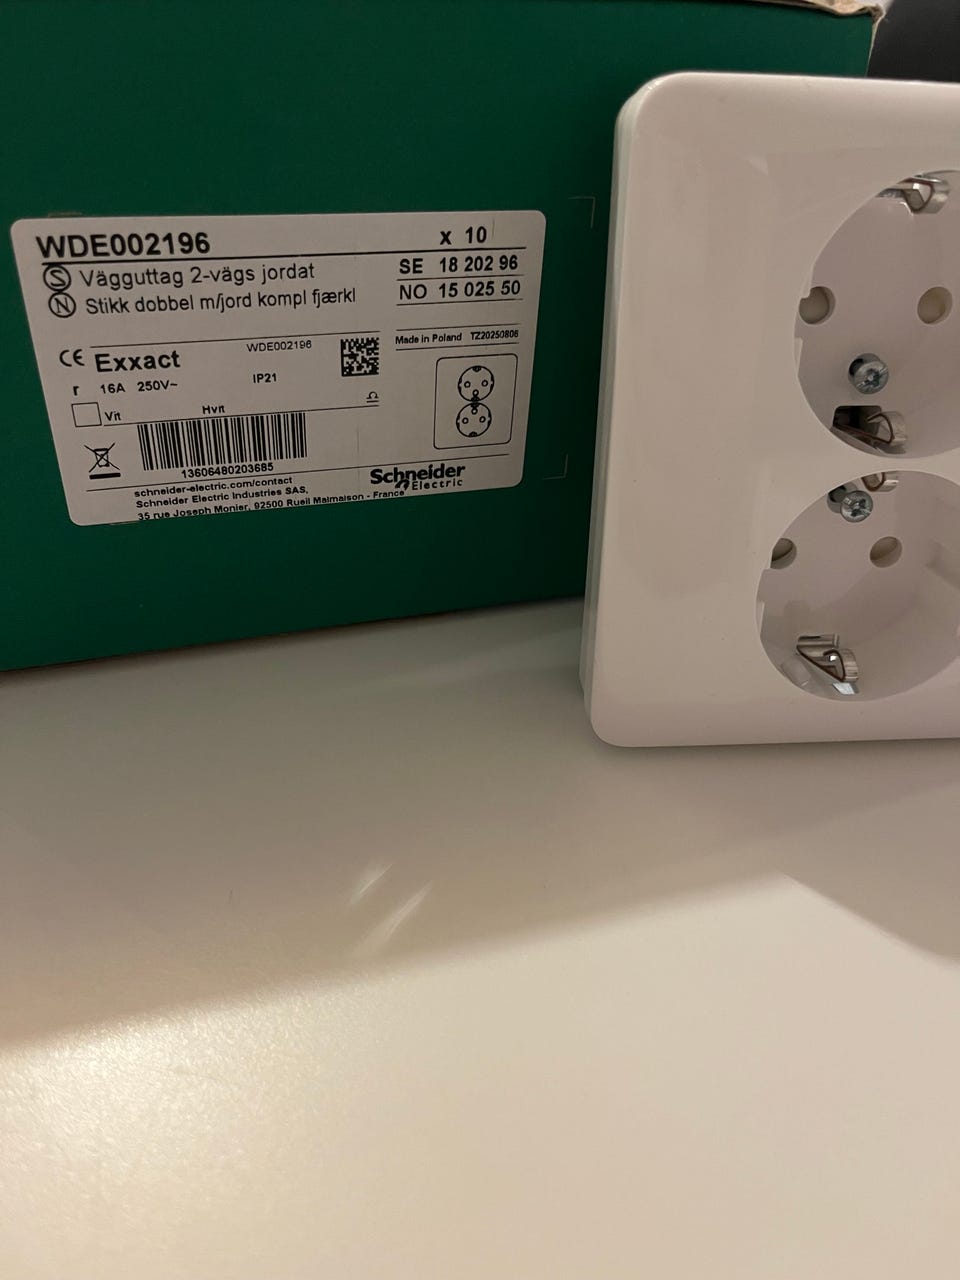 WDE002196 x 10
S Vägguttag 2-vägs jordat SE 18 202 96
N Stikk dobbel m/jord kompl fjærkl NO 15 025 50
CE Exxact WDE002196 Made in Poland TZ20250806
r 16A 250V~ IP21
Vit Hvit
13606480203685
schneider-electric.com/contact
Schneider Electric Industries SAS,
35 rue Joseph Monier, 92500 Rueil Malmaison - France
Schneider
Electric